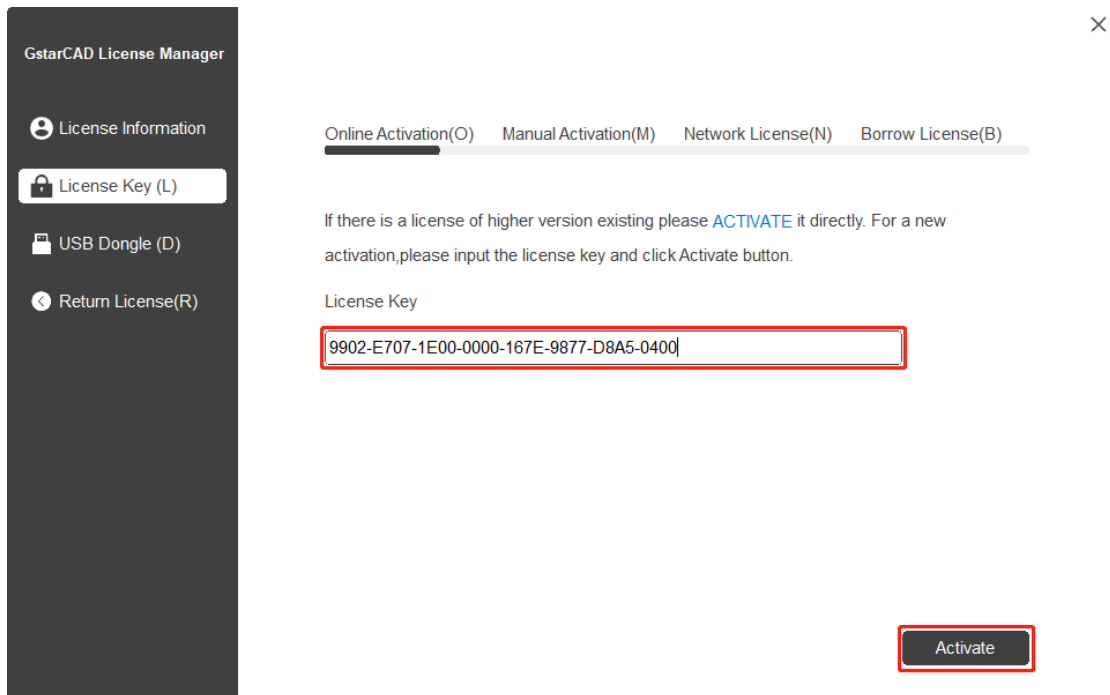 GstarCAD License Manager
License Information
License Key (L)
USB Dongle (D)
Return License(R)
Online Activation(O) Manual Activation(M) Network License(N) Borrow License(B)
If there is a license of higher version existing please ACTIVATE it directly. For a new
activation,please input the license key and click Activate button.
License Key
9902-E707-1E00-0000-167E-9877-D8A5-0400
Activate